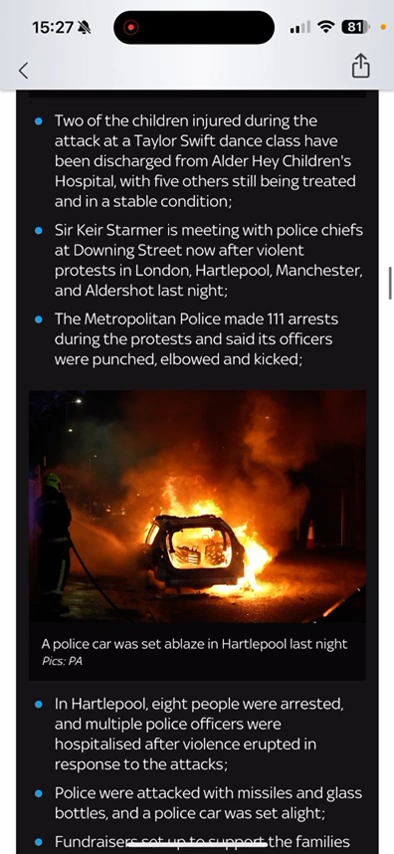 15:27
81
Two of the children injured during the
attack at a Taylor Swift dance class have
been discharged from Alder Hey Children's
Hospital, with five others still being treated
and in a stable condition;
Sir Keir Starmer is meeting with police chiefs
at Downing Street now after violent
protests in London, Hartlepool, Manchester,
and Aldershot last night;
The Metropolitan Police made 111 arrests
during the protests and said its officers
were punched, elbowed and kicked;
A police car was set ablaze in Hartlepool last night
Pics: PA
In Hartlepool, eight people were arrested,
and multiple police officers were
hospitalised after violence erupted in
response to the attacks;
Police were attacked with missiles and glass
bottles, and a police car was set alight;
Fundraisers set up to support the families